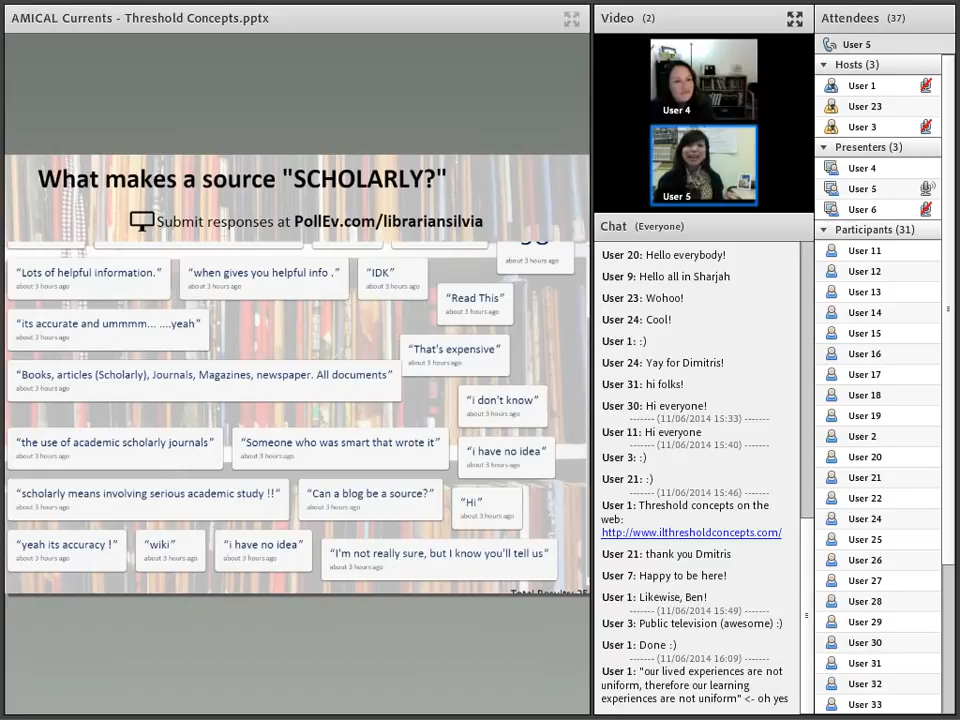 AMICAL Currents - Threshold Concepts.pptx
What makes a source "SCHOLARLY?"
Submit responses at PollEv.com/librariansilvia
about 3 hours ago
“Lots of helpful information.”
about 3 hours ago
“when gives you helpful info .”
about 3 hours ago
“IDK”
about 3 hours ago
“Read This”
about 3 hours ago
“its accurate and ummmm... ....yeah”
about 3 hours ago
“That's expensive”
about 3 hours ago
“Books, articles (Scholarly), Journals, Magazines, newspaper. All documents”
about 3 hours ago
“i don't know”
about 3 hours ago
“the use of academic scholarly journals”
about 3 hours ago
“Someone who was smart that wrote it”
about 3 hours ago
“i have no idea”
about 3 hours ago
“scholarly means involving serious academic study !!”
about 3 hours ago
“Can a blog be a source?”
about 3 hours ago
“Hi”
about 3 hours ago
“yeah its accuracy !”
about 3 hours ago
“wiki”
about 3 hours ago
“i have no idea”
about 3 hours ago
“I'm not really sure, but I know you'll tell us”
about 3 hours ago
Video (2)
User 4
User 5
Chat (Everyone)
User 20: Hello everybody!
User 9: Hello all in Sharjah
User 23: Wohoo!
User 24: Cool!
User 1: :)
User 24: Yay for Dimitris!
User 31: hi folks!
User 30: Hi everyone!
------- (11/06/2014 15:33) -------
User 11: Hi everyone
------- (11/06/2014 15:40) -------
User 3: :)
User 21: :)
------- (11/06/2014 15:46) -------
User 1: Threshold concepts on the
web:
http://www.ilthresholdconcepts.com/
User 21: thank you Dmitris
User 7: Happy to be here!
User 1: Likewise, Ben!
------- (11/06/2014 15:49) -------
User 3: Public television (awesome) :)
User 1: Done :)
------- (11/06/2014 16:09) -------
User 1: "our lived experiences are not
uniform, therefore our learning
experiences are not uniform" <- oh yes
Attendees (37)
User 5
Hosts (3)
User 1
User 23
User 3
Presenters (3)
User 4
User 5
User 6
Participants (31)
User 11
User 12
User 13
User 14
User 15
User 16
User 17
User 18
User 19
User 2
User 20
User 21
User 22
User 24
User 25
User 26
User 27
User 28
User 29
User 30
User 31
User 32
User 33